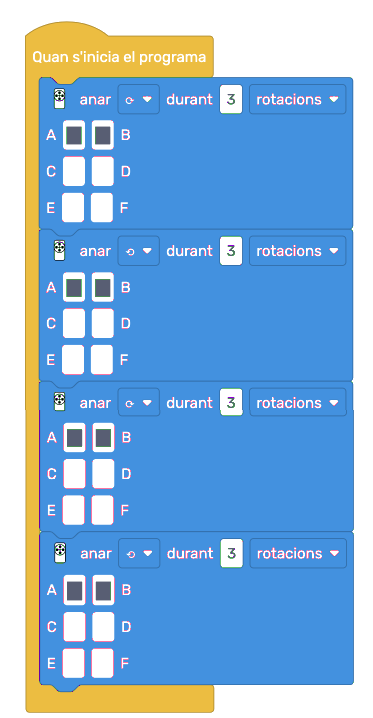 Quan s'inicia el programa
anar durant 3 rotacions
A B
C D
E F
anar durant 3 rotacions
A B
C D
E F
anar durant 3 rotacions
A B
C D
E F
anar durant 3 rotacions
A B
C D
E F